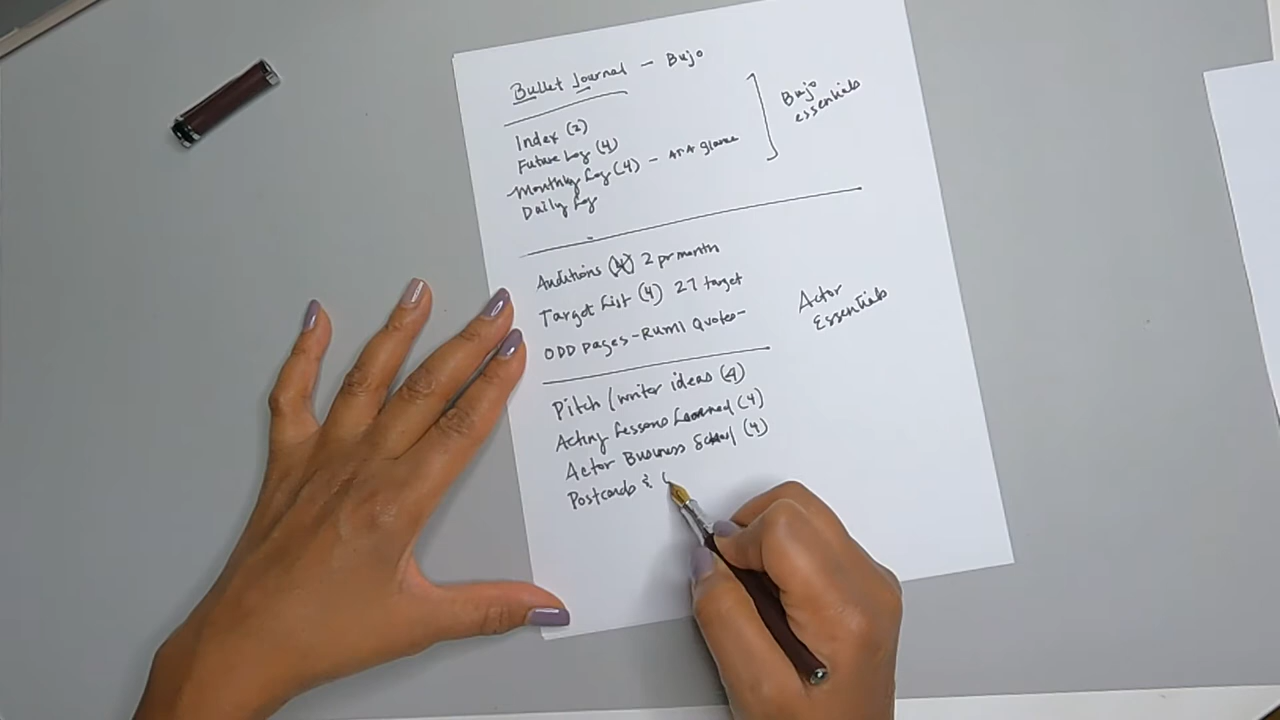 Bullet Journal - Bujo
Index (2)
Future Log (4)
Monthly Log (4) - At A glance
Daily Log
Bujo
essentials
Auditions (4) 2 pr month
Target List (4) 27 target
ODD pages-Rumi Quotes-
Actor
Essentials
Pitch/writer ideas (4)
Acting Lessons Learned (4)
Actor Business School (4)
Postcards &